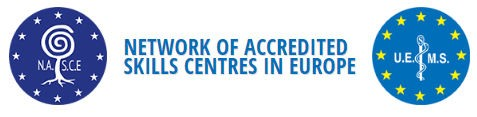 N.A.S.C.E
NETWORK OF ACCREDITED
SKILLS CENTRES IN EUROPE
U.E.M.S.